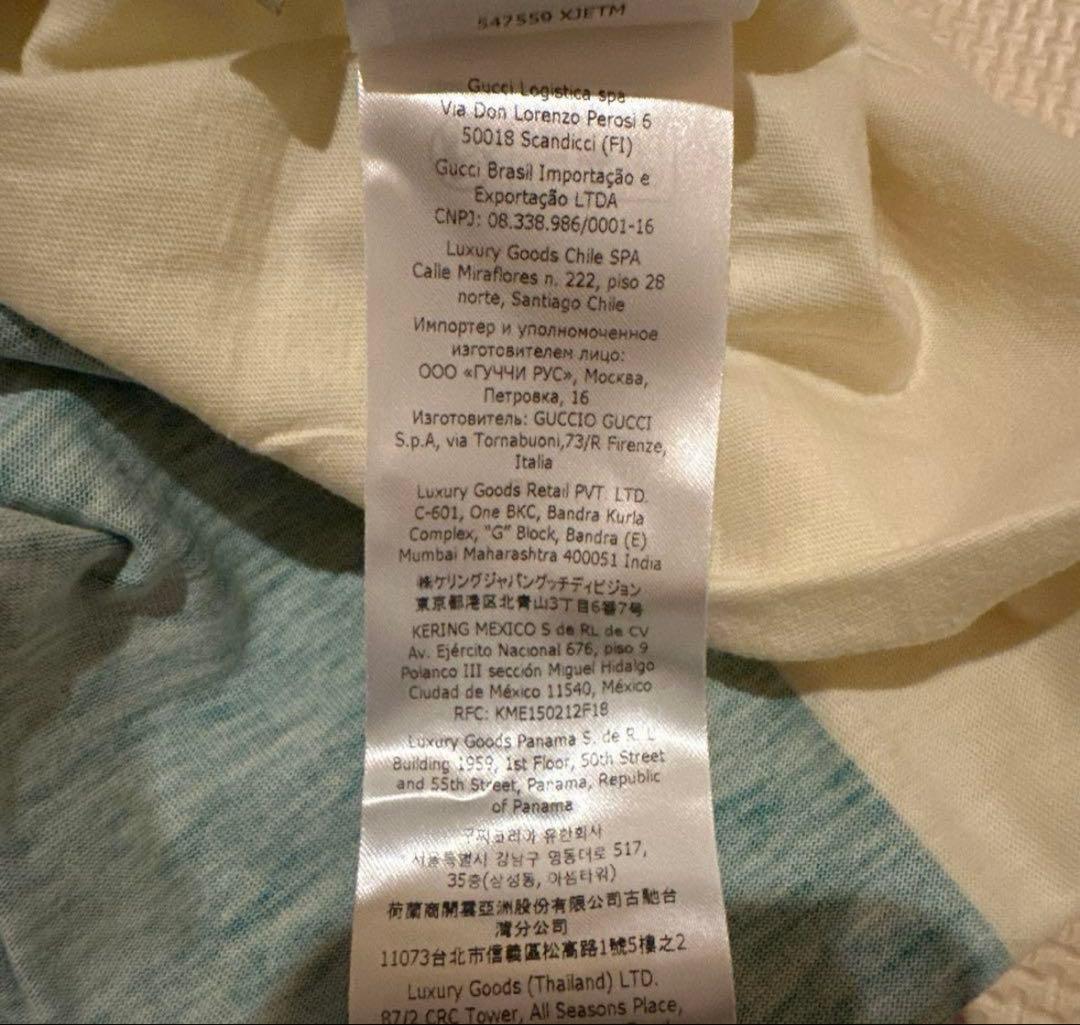 547559 XJETM
Gucci Logistica spa
Via Don Lorenzo Perosi 6
50018 Scandicci (FI)
Gucci Brasil Importação e
Exportação LTDA
CNPJ: 08.338.986/0001-16
Luxury Goods Chile SPA
Calle Miraflores n. 222, piso 28
norte, Santiago Chile
Импортер и уполномоченное
изготовителем лицо:
ООО «ГУЧЧИ РУС», Москва,
Петровка, 16
Изготовитель: GUCCIO GUCCI
S.p.A, via Tornabuoni,73/R Firenze,
Italia
Luxury Goods Retail PVT. LTD.
C-601, One BKC, Bandra Kurla
Complex, "G" Block, Bandra (E)
Mumbai Maharashtra 400051 India
㈱ケリングジャパングッチディビジョン
東京都港区北青山3丁目6番7号
KERING MEXICO S de RL de CV
Av. Ejército Nacional 676, piso 9
Polanco III sección Miguel Hidalgo
Ciudad de México 11540, México
RFC: KME150212F18
Luxury Goods Panama S. de R. L
Building 1959, 1st Floor, 50th Street
and 55th Street, Panama, Republic
of Panama
구찌코리아 유한회사
서울특별시 강남구 영동대로 517,
35층(삼성동, 아셈타워)
荷蘭商開雲亞洲股份有限公司古馳台
灣分公司
11073台北市信義區松高路1號5樓之2
Luxury Goods (Thailand) LTD.
87/2 CRC Tower, All Seasons Place,